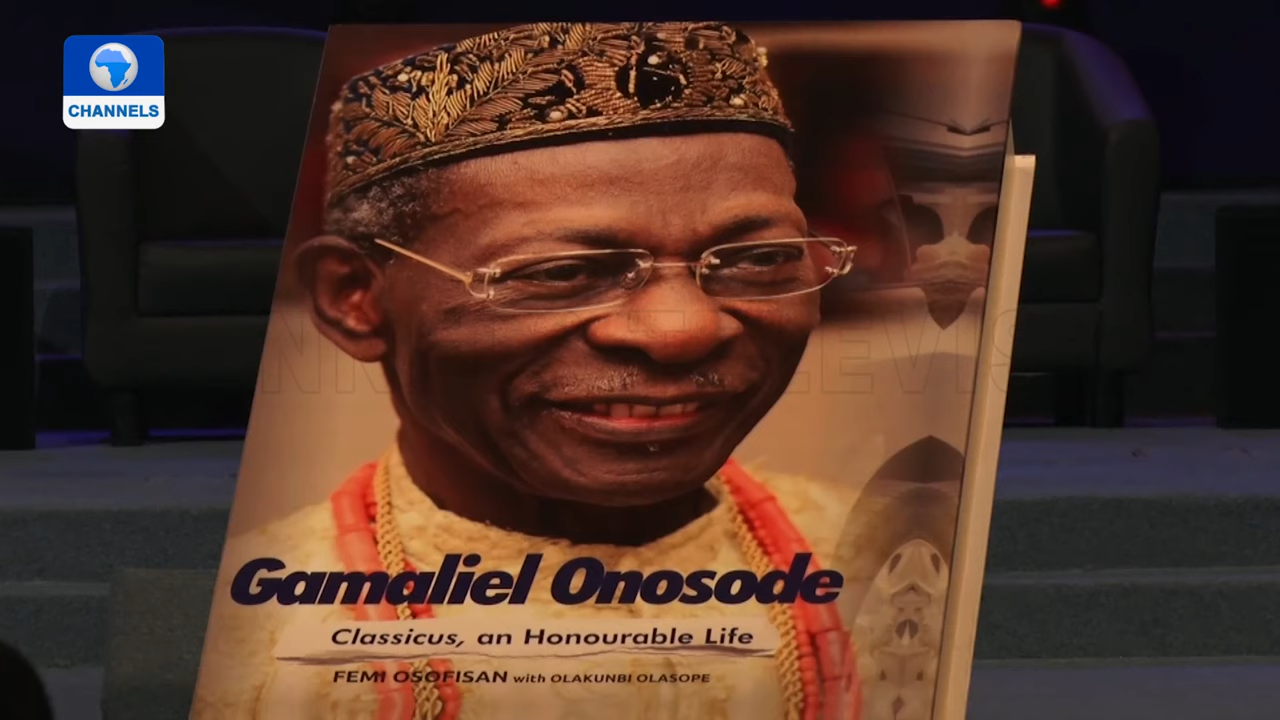 CHANNELS
Gamaliel Onosode
Classicus, an Honourable Life
FEMI OSOFISAN with OLAKUNBI OLASOPE